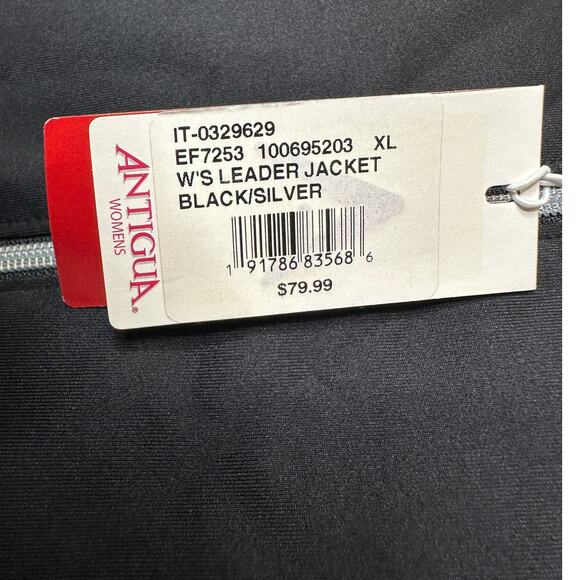 ANTIGUA®
WOMENS
IT-0329629
EF7253 100695203 XL
W'S LEADER JACKET
BLACK/SILVER
1 91786 83568 6
$79.99